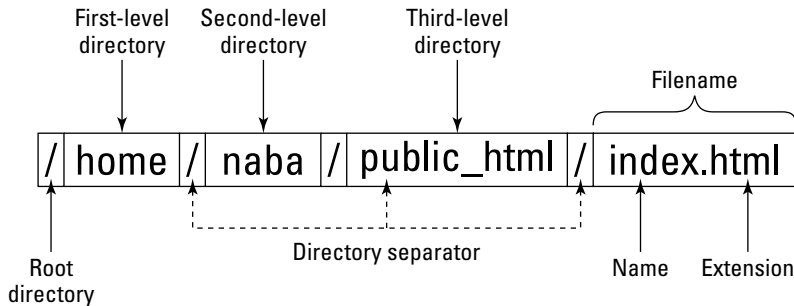 First-level directory
Second-level directory
Third-level directory
Filename
/ home / naba / public_html / index.html
Directory separator
Root directory
Name
Extension